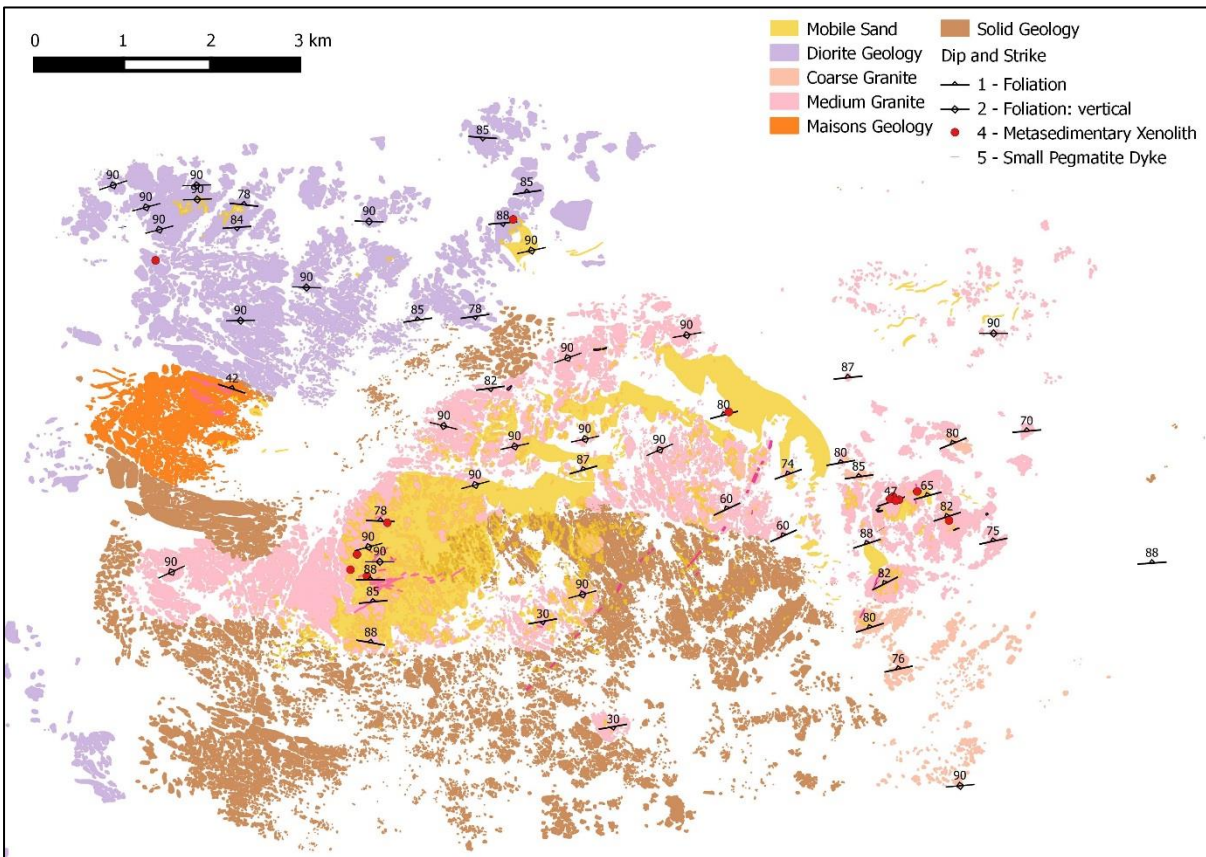 0 1 2 3 km
Mobile Sand
Diorite Geology
Coarse Granite
Medium Granite
Maisons Geology
Solid Geology
Dip and Strike
1 - Foliation
2 - Foliation: vertical
4 - Metasedimentary Xenolith
5 - Small Pegmatite Dyke
85
90 90
90 78 85
90
90 84 90 88
90
90
90 85 78
90 90
87
42 82 90
80 70
90 90 90 90 80
87 74 80 85
90 47 65
78 60 82
90 60 88 75
90 90 88
88 82
85 90
30 80
88
76
30
90